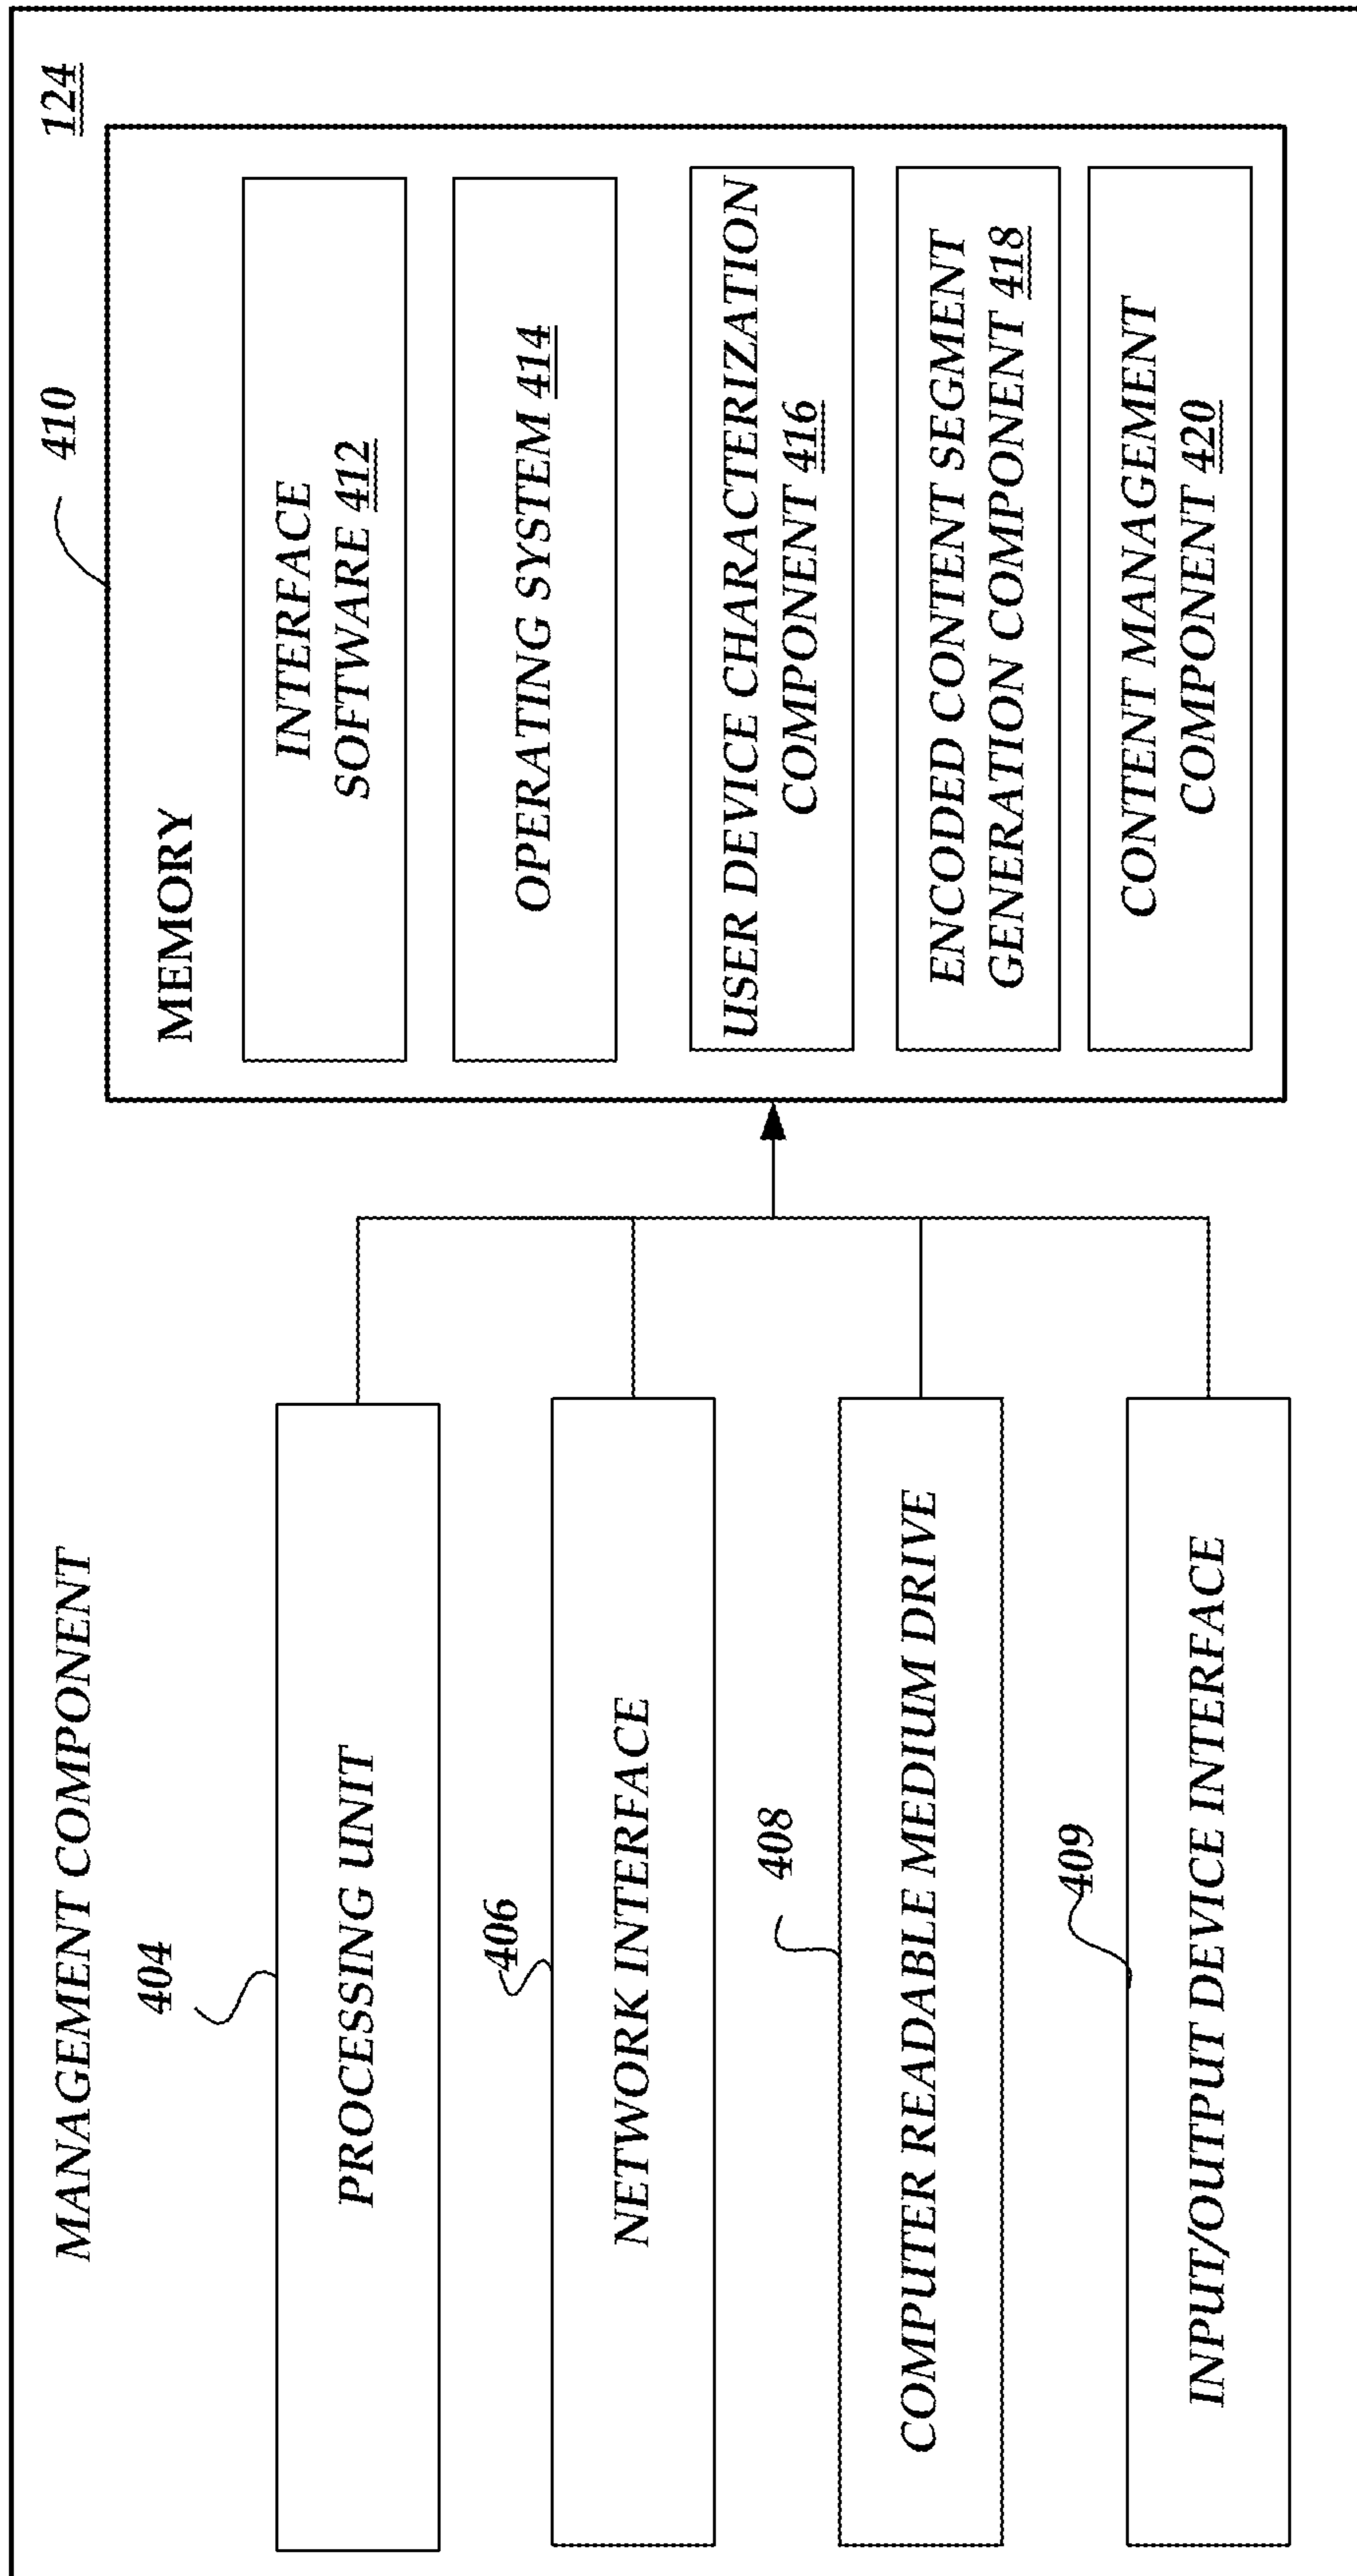 MANAGEMENT COMPONENT
124
404
PROCESSING UNIT
406
NETWORK INTERFACE
408
COMPUTER READABLE MEDIUM DRIVE
409
INPUT/OUTPUT DEVICE INTERFACE
410
MEMORY
INTERFACE
SOFTWARE 412
OPERATING SYSTEM 414
USER DEVICE CHARACTERIZATION
COMPONENT 416
ENCODED CONTENT SEGMENT
GENERATION COMPONENT 418
CONTENT MANAGEMENT
COMPONENT 420